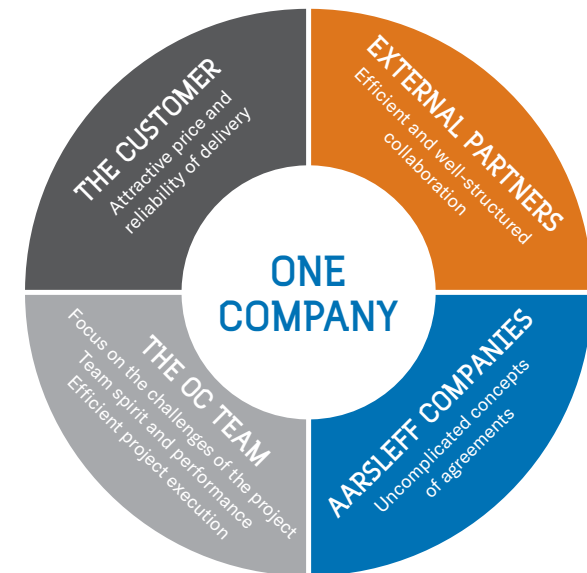 THE CUSTOMER
Attractive price and
reliability of delivery
EXTERNAL PARTNERS
Efficient and well-structured
collaboration
ONE
COMPANY
THE OC TEAM
Focus on the challenges of the project
Team spirit and performance
Efficient project execution
AARSLEFF COMPANIES
Uncomplicated concepts
of agreements